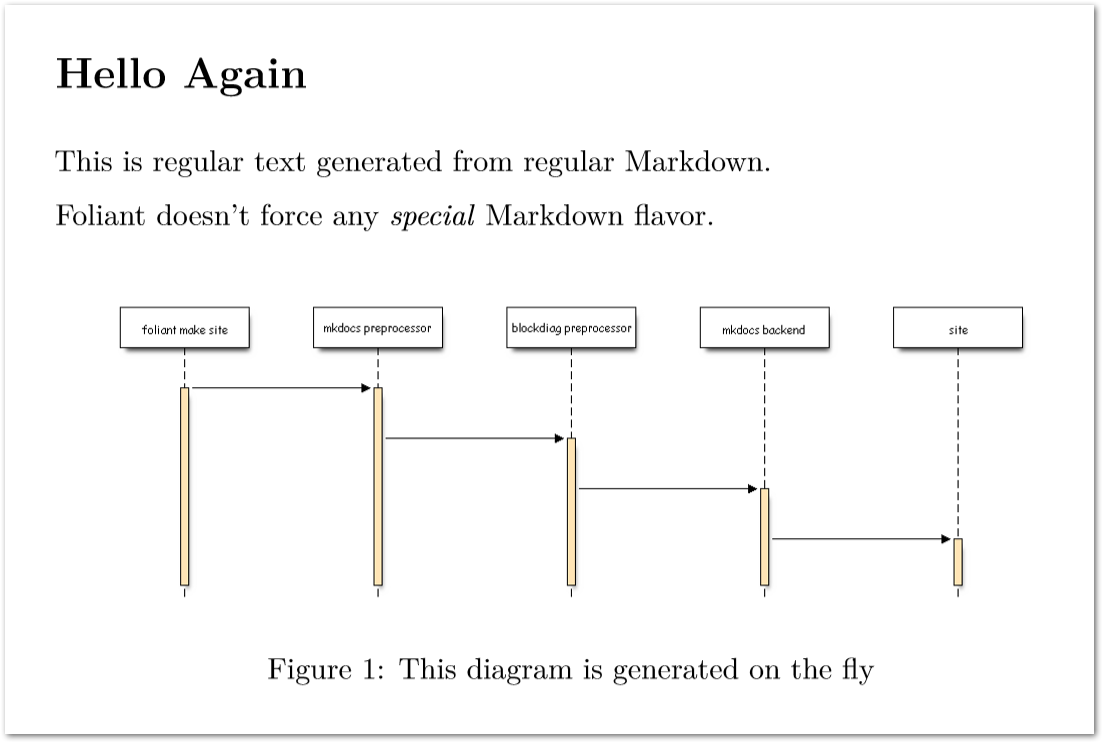 Hello Again
This is regular text generated from regular Markdown.
Foliant doesn't force any special Markdown flavor.
foliant make site
mkdocs preprocessor
blockdiag preprocessor
mkdocs backend
site
Figure 1: This diagram is generated on the fly